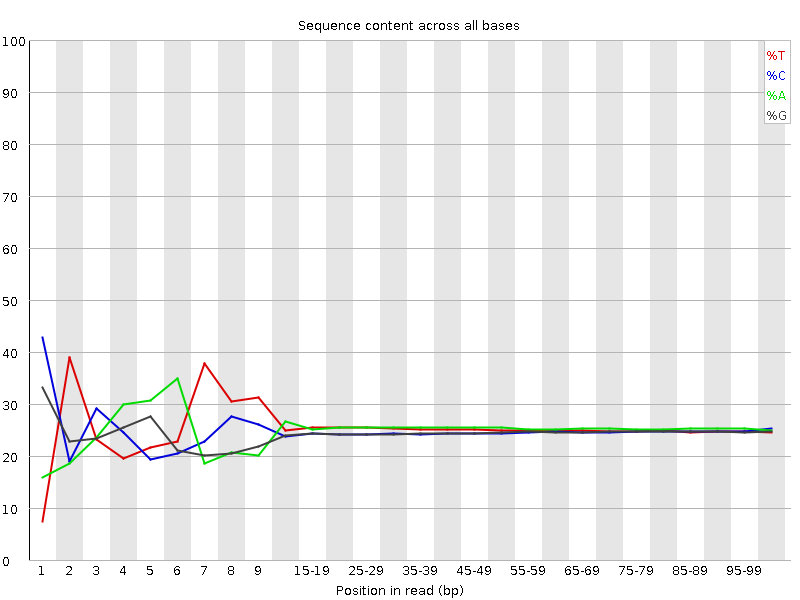 Sequence content across all bases
100
90
80
70
60
50
40
30
20
10
0
%T
%C
%A
%G
1 2 3 4 5 6 7 8 9 15-19 25-29 35-39 45-49 55-59 65-69 75-79 85-89 95-99
Position in read (bp)